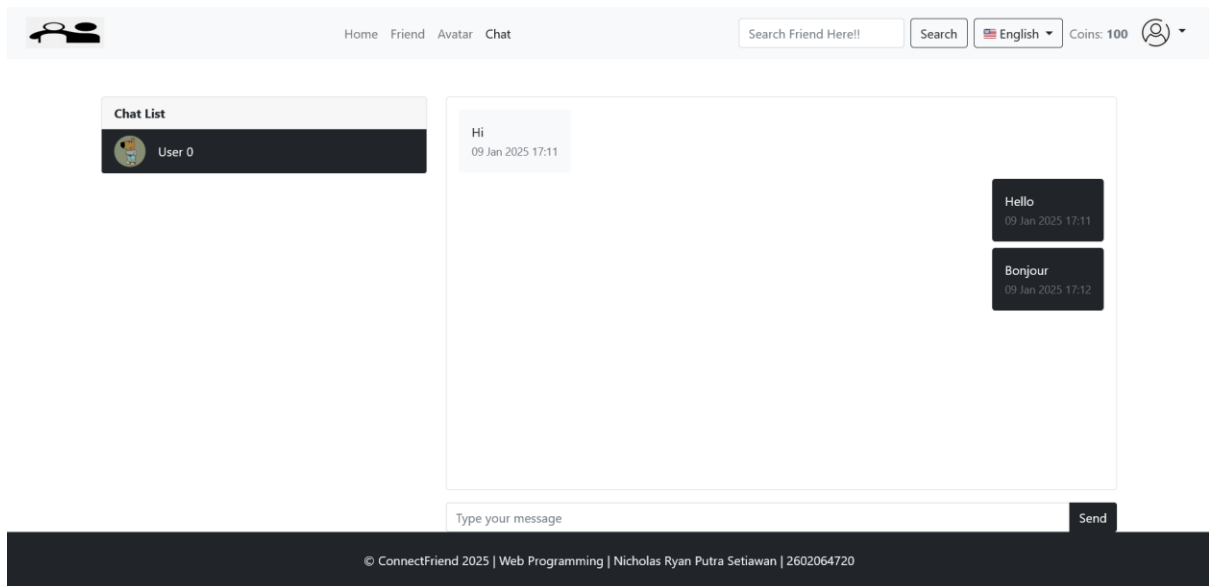 Home Friend Avatar Chat Search Friend Here!! Search English Coins: 100
Chat List
User 0
Hi
09 Jan 2025 17:11
Hello
09 Jan 2025 17:11
Bonjour
09 Jan 2025 17:12
Type your message Send
© ConnectFriend 2025 | Web Programming | Nicholas Ryan Putra Setiawan | 2602064720